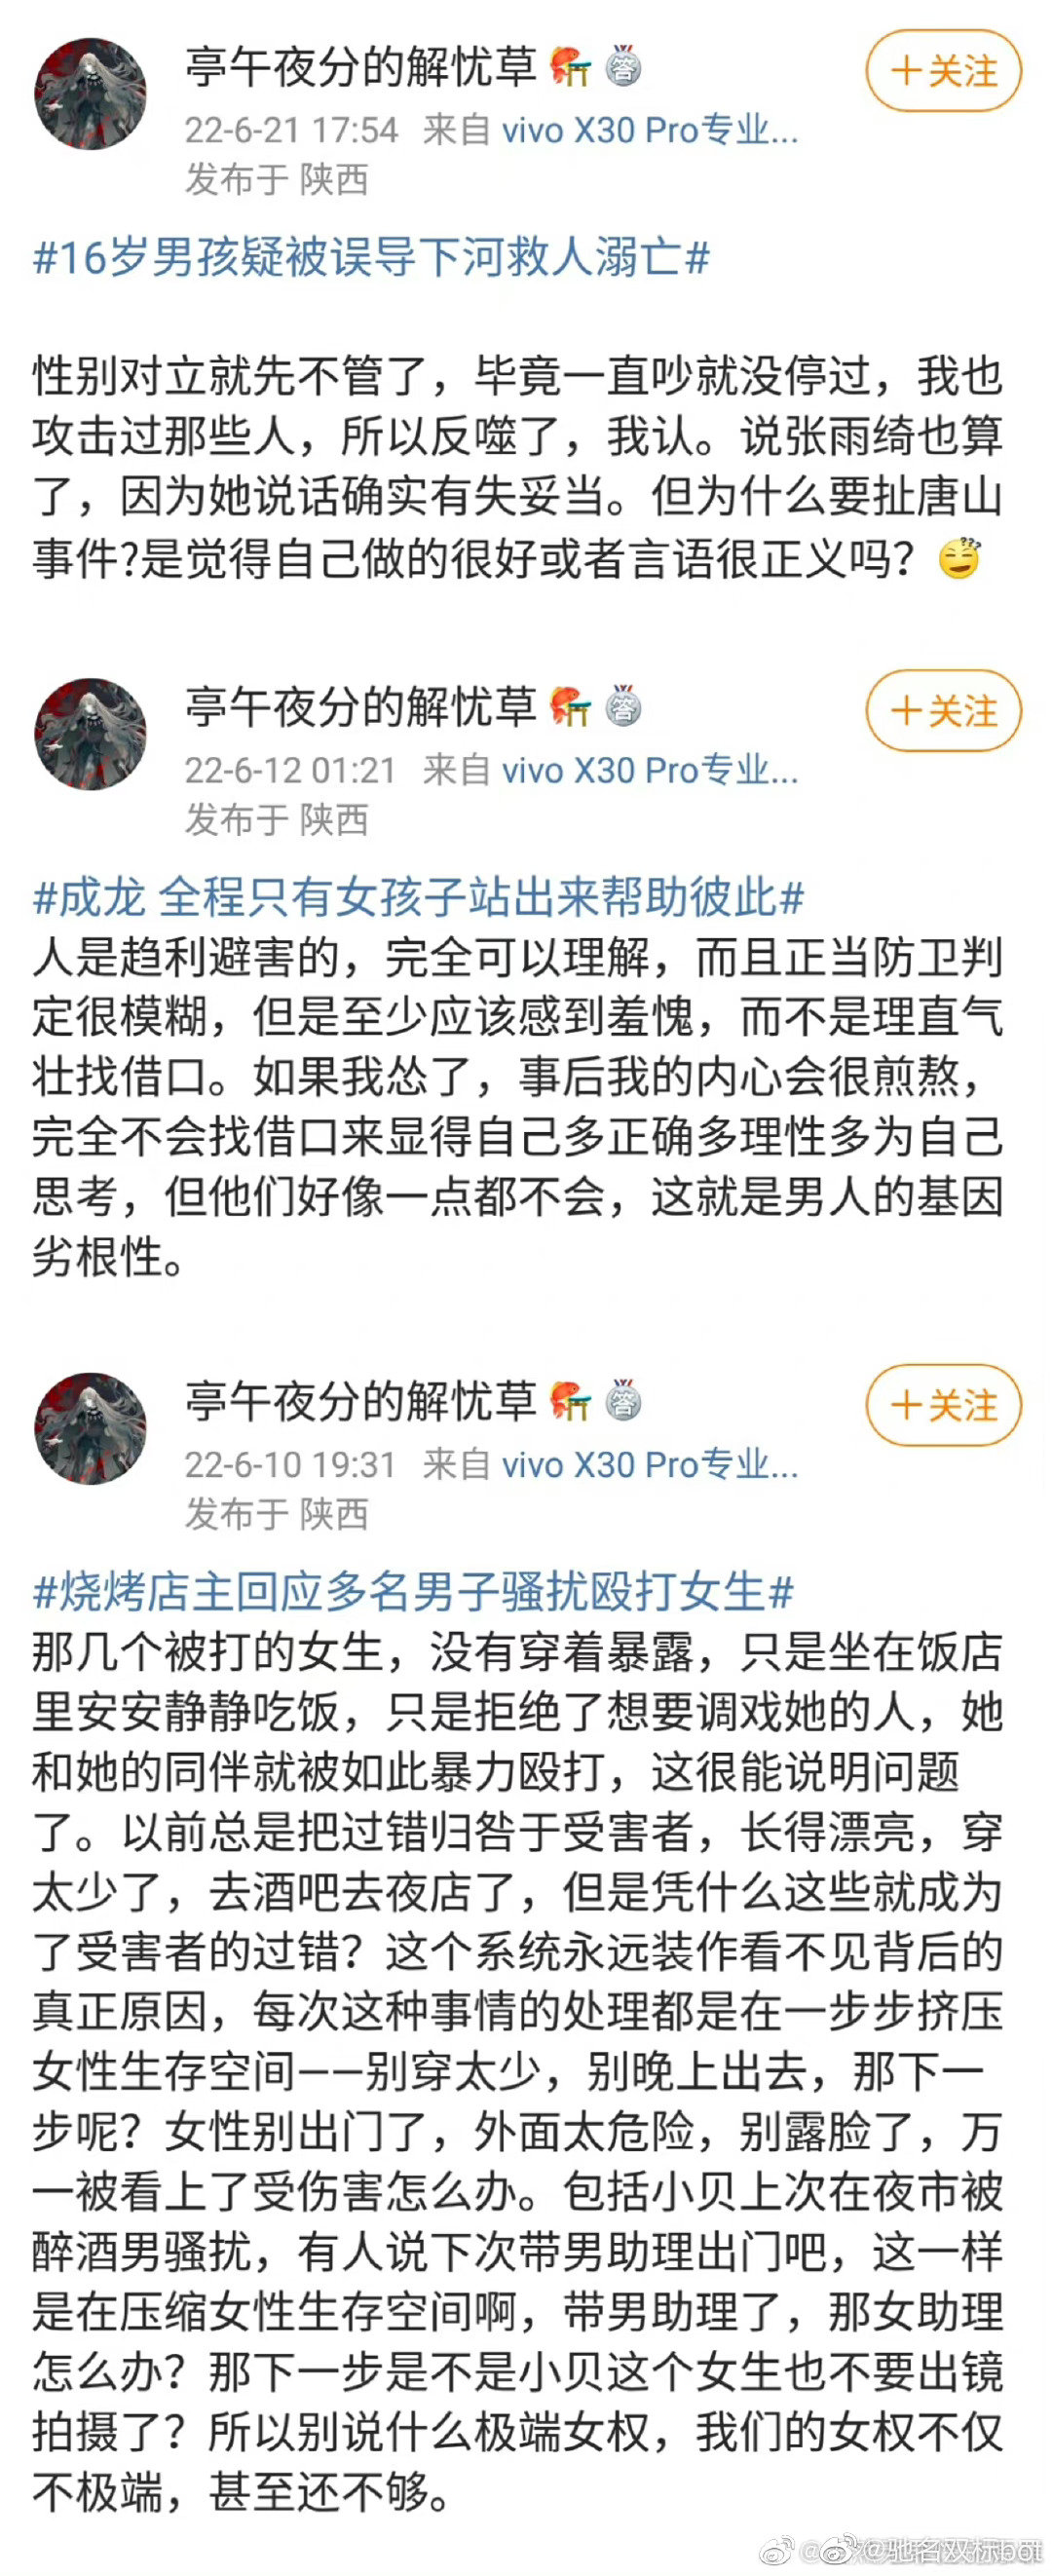 亭午夜分的解忧草 答
+关注
22-6-21 17:54 来自 vivo X30 Pro专业...
发布于 陕西
#16岁男孩疑被误导下河救人溺亡#
性别对立就先不管了，毕竟一直吵就没停过，我也
攻击过那些人，所以反噬了，我认。说张雨绮也算
了，因为她说话确实有失妥当。但为什么要扯唐山
事件?是觉得自己做的很好或者言语很正义吗？
亭午夜分的解忧草 答
+关注
22-6-12 01:21 来自 vivo X30 Pro专业...
发布于 陕西
#成龙 全程只有女孩子站出来帮助彼此#
人是趋利避害的，完全可以理解，而且正当防卫判
定很模糊，但是至少应该感到羞愧，而不是理直气
壮找借口。如果我怂了，事后我的内心会很煎熬，
完全不会找借口来显得自己多正确多理性多为自己
思考，但他们好像一点都不会，这就是男人的基因
劣根性。
亭午夜分的解忧草 答
+关注
22-6-10 19:31 来自 vivo X30 Pro专业...
发布于 陕西
#烧烤店主回应多名男子骚扰殴打女生#
那几个被打的女生，没有穿着暴露，只是坐在饭店
里安安静静吃饭，只是拒绝了想要调戏她的人，她
和她的同伴就被如此暴力殴打，这很能说明问题
了。以前总是把过错归咎于受害者，长得漂亮，穿
太少了，去酒吧去夜店了，但是凭什么这些就成为
了受害者的过错？这个系统永远装作看不见背后的
真正原因，每次这种事情的处理都是在一步步挤压
女性生存空间——别穿太少，别晚上出去，那下一
步呢？女性别出门了，外面太危险，别露脸了，万
一被看上了受伤害怎么办。包括小贝上次在夜市被
醉酒男骚扰，有人说下次带男助理出门吧，这一样
是在压缩女性生存空间啊，带男助理了，那女助理
怎么办？那下一步是不是小贝这个女生也不要出镜
拍摄了？所以别说什么极端女权，我们的女权不仅
不极端，甚至还不够。
@驰名双标bot